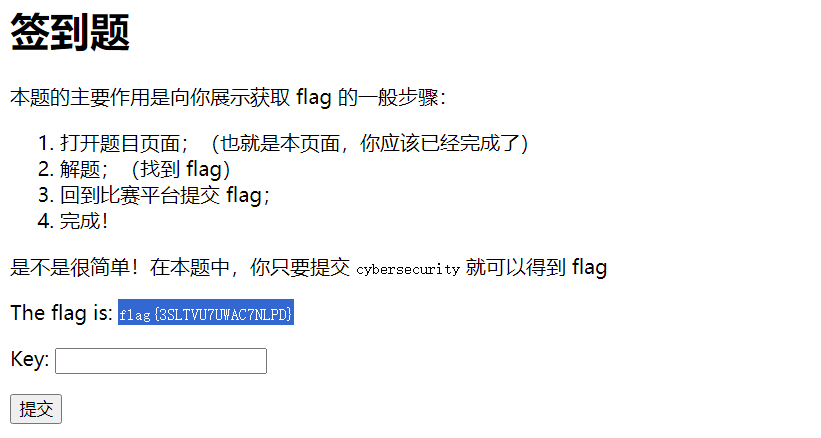 签到题
本题的主要作用是向你展示获取 flag 的一般步骤：
1. 打开题目页面；（也就是本页面，你应该已经完成了）
2. 解题；（找到 flag）
3. 回到比赛平台提交 flag；
4. 完成！
是不是很简单！在本题中，你只要提交 cybersecurity 就可以得到 flag
The flag is: flag{3SLTVU7UWAC7NLPD}
Key:
提交